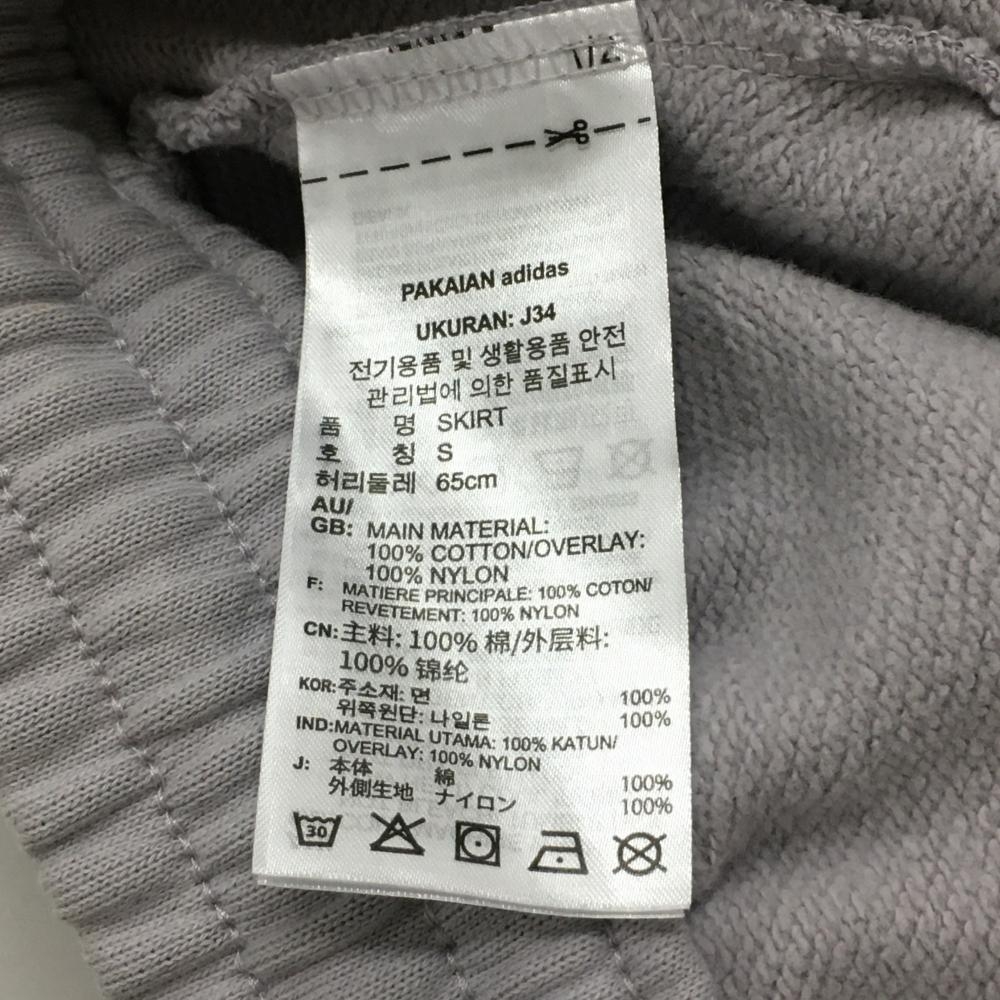 1/2
PAKAIAN adidas
UKURAN: J34
전기용품 및 생활용품 안전
관리법에 의한 품질표시
품 명 SKIRT
호 칭 S
허리둘레 65cm
AU/
GB: MAIN MATERIAL:
100% COTTON/OVERLAY:
100% NYLON
F: MATIERE PRINCIPALE: 100% COTON/
REVETEMENT: 100% NYLON
CN: 主料: 100% 棉/外层料:
100% 锦纶
KOR: 주소재: 면 100%
위쪽원단: 나일론 100%
IND: MATERIAL UTAMA: 100% KATUN/
OVERLAY: 100% NYLON
J: 本体 綿 100%
外側生地 ナイロン 100%
30